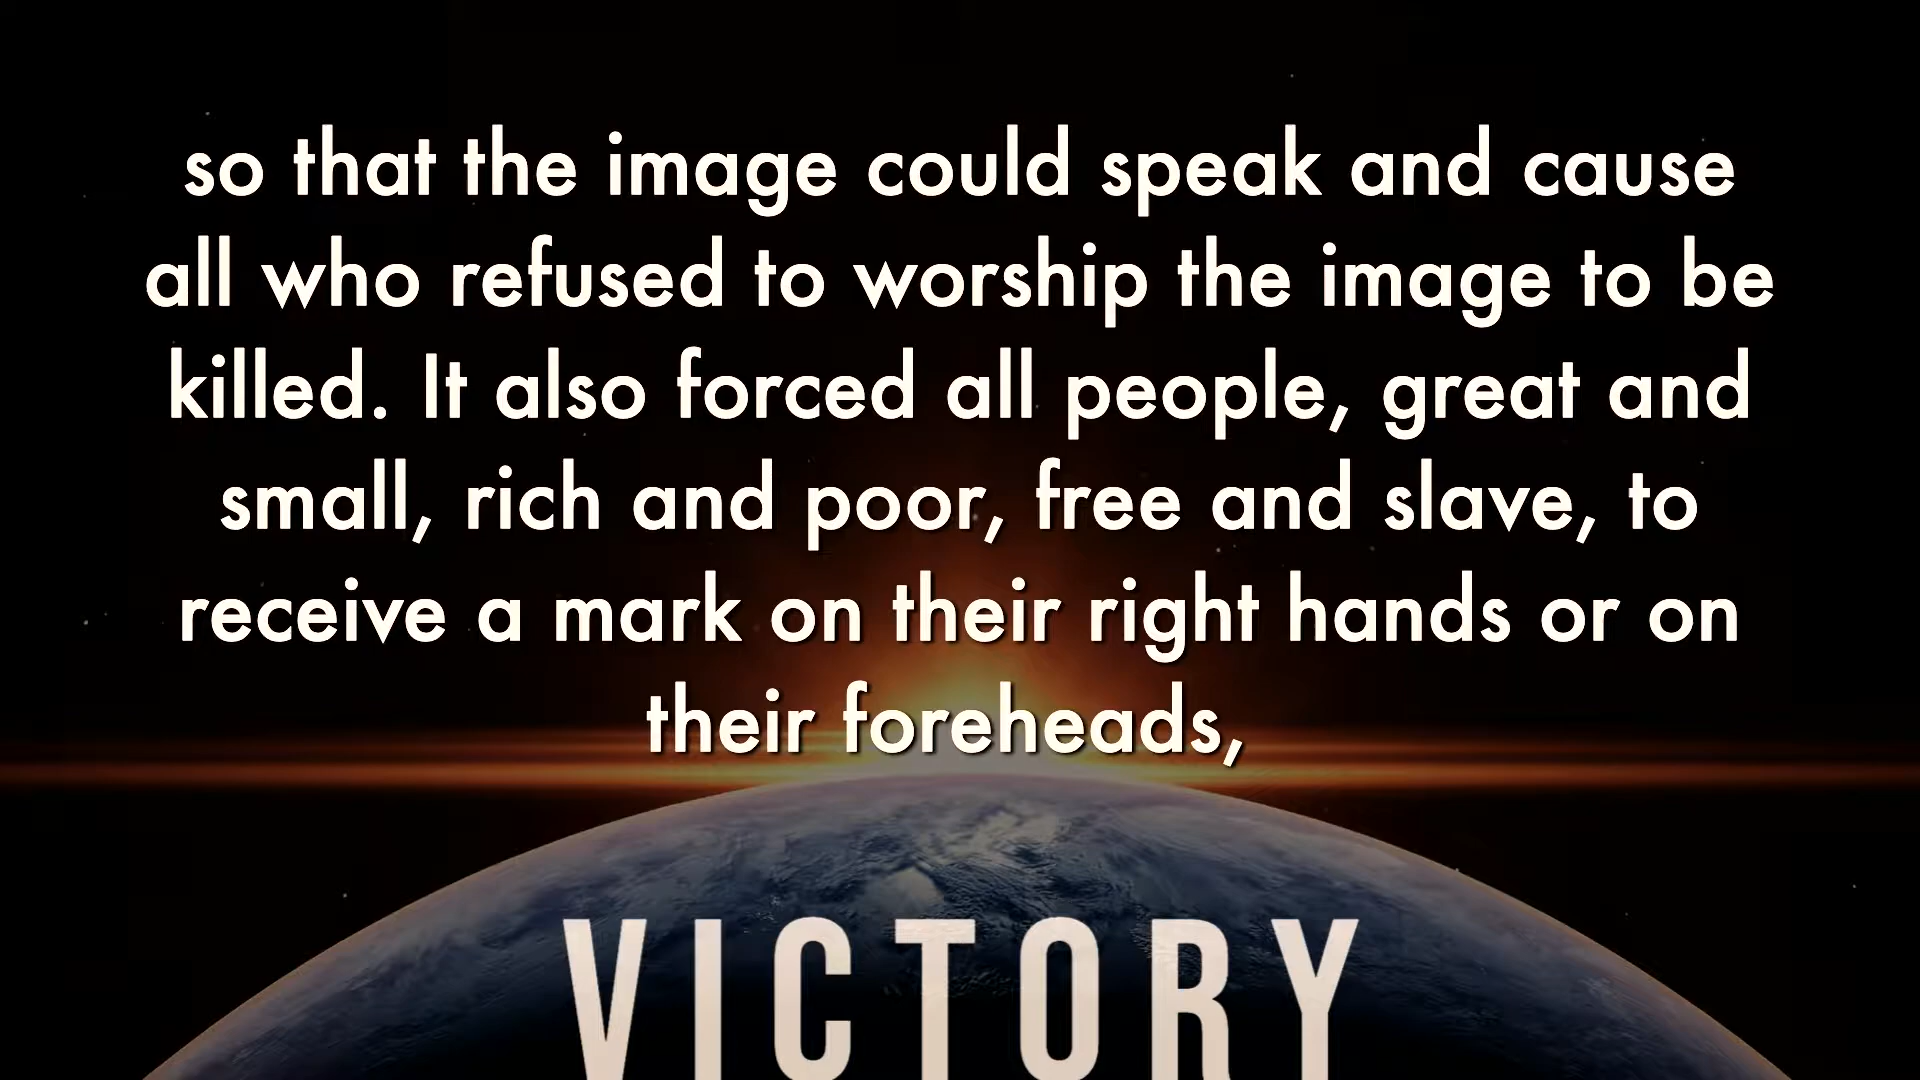 so that the image could speak and cause
all who refused to worship the image to be
killed. It also forced all people, great and
small, rich and poor, free and slave, to
receive a mark on their right hands or on
their foreheads,
VICTORY